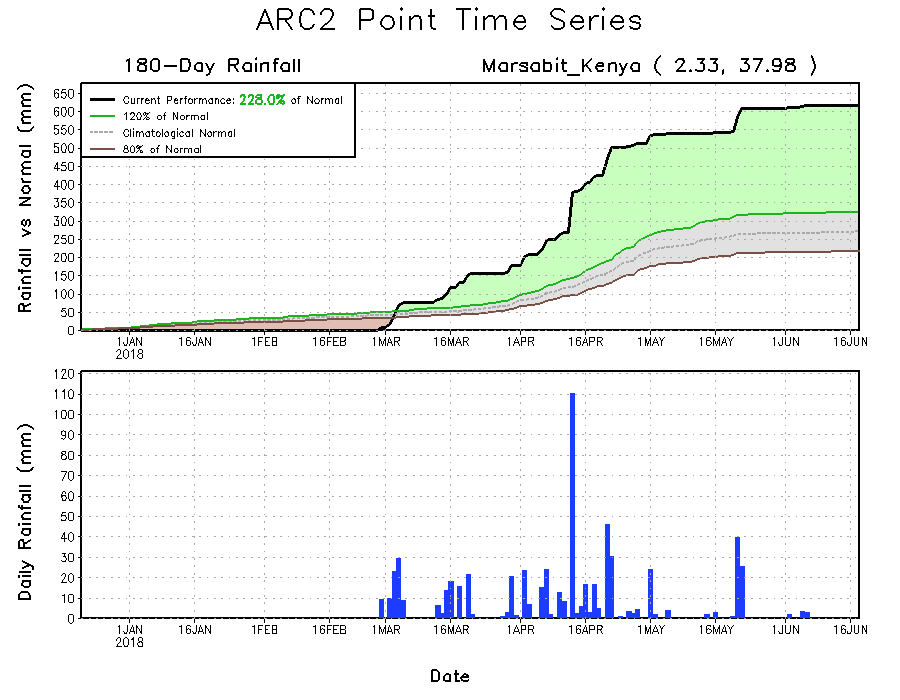 ARC2 Point Time Series
180-Day Rainfall
Marsabit_Kenya ( 2.33, 37.98 )
Rainfall vs Normal (mm)
Current Performance: 228.0% of Normal
120% of Normal
Climatological Normal
80% of Normal
650
600
550
500
450
400
350
300
250
200
150
100
50
0
1JAN 16JAN 1FEB 16FEB 1MAR 16MAR 1APR 16APR 1MAY 16MAY 1JUN 16JUN
2018
Daily Rainfall (mm)
120
110
100
90
80
70
60
50
40
30
20
10
0
1JAN 16JAN 1FEB 16FEB 1MAR 16MAR 1APR 16APR 1MAY 16MAY 1JUN 16JUN
2018
Date